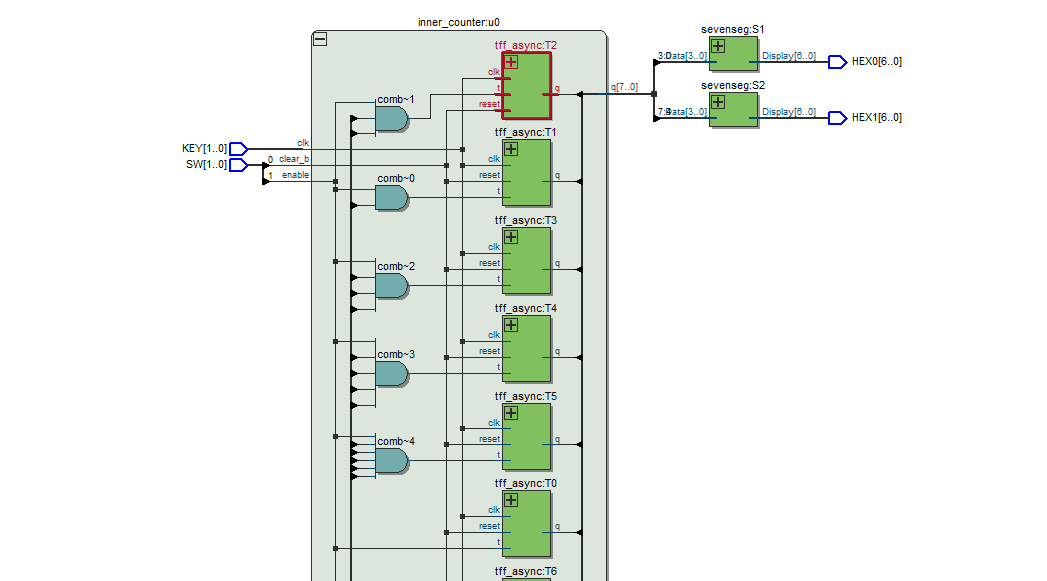 inner_counter:u0
sevenseg:S1
tff_async:T2
3:0 Data[3..0] Display[6..0] HEX0[6..0]
clk
t q q[7..0]
sevenseg:S2
comb~1 reset
Data[3..0] Display[6..0] HEX1[6..0]
tff_async:T1
KEY[1..0] clk
SW[1..0] 0 clear_b clk
1 enable reset q
comb~0
t
tff_async:T3
clk
comb~2 reset q
t
tff_async:T4
clk
comb~3 reset q
t
tff_async:T5
clk
comb~4 reset q
t
tff_async:T0
clk
reset q
t
tff_async:T6